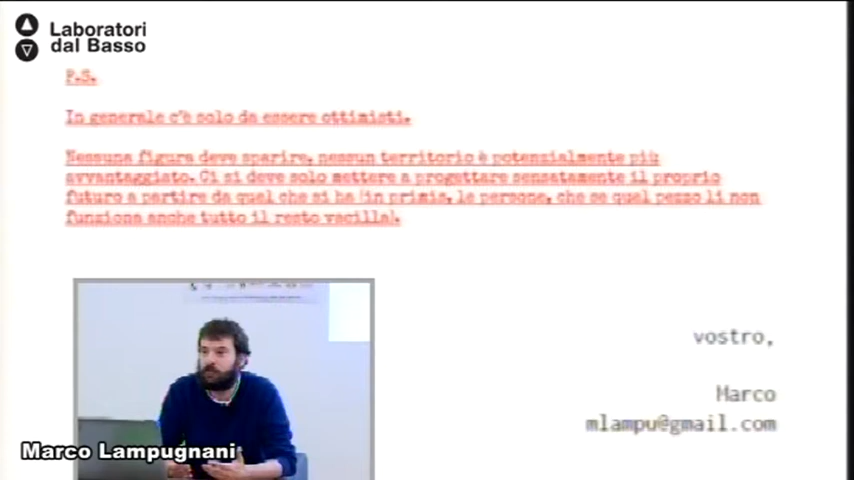 Laboratori
dal Basso
P.S.
In generale c'è solo da essere ottimisti.
Nessuna figura deve sparire, nessun territorio è potenzialmente più
avvantaggiato. Ci si deve solo mettere a progettare sensatamente il proprio
futuro a partire da quel che si ha (in primis, le persone, che se quel pezzo lì non
funziona anche tutto il resto vacilla).
vostro,
Marco
mlampu@gmail.com
Marco Lampugnani